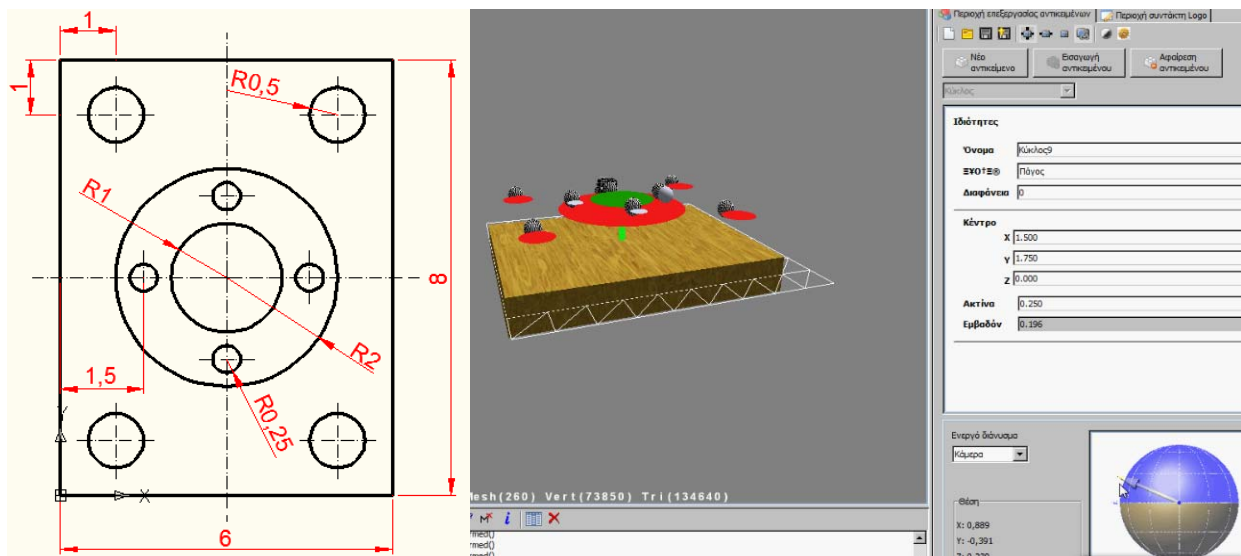 1
1
R0,5
R1
8
R2
1,5
R0,25
Y
X
6
Mesh(260) Vert(73850) Tri(134640)
rmed()
rmed()
Περιοχή επεξεργασίας αντικειμένων
Περιοχή συντάκτη Logo
Νέο
αντικείμενο
Εισαγωγή
αντικειμένου
Αφαίρεση
αντικειμένου
Κύκλος
Ιδιότητες
Όνομα Κύκλος9
Πάγος
Διαφάνεια 0
Κέντρο
X 1.500
Y 1.750
Z 0.000
Ακτίνα 0.250
Εμβαδόν 0.196
Ενεργό διάνυσμα
Κάμερα
Θέση
X: 0,889
Y: -0,391